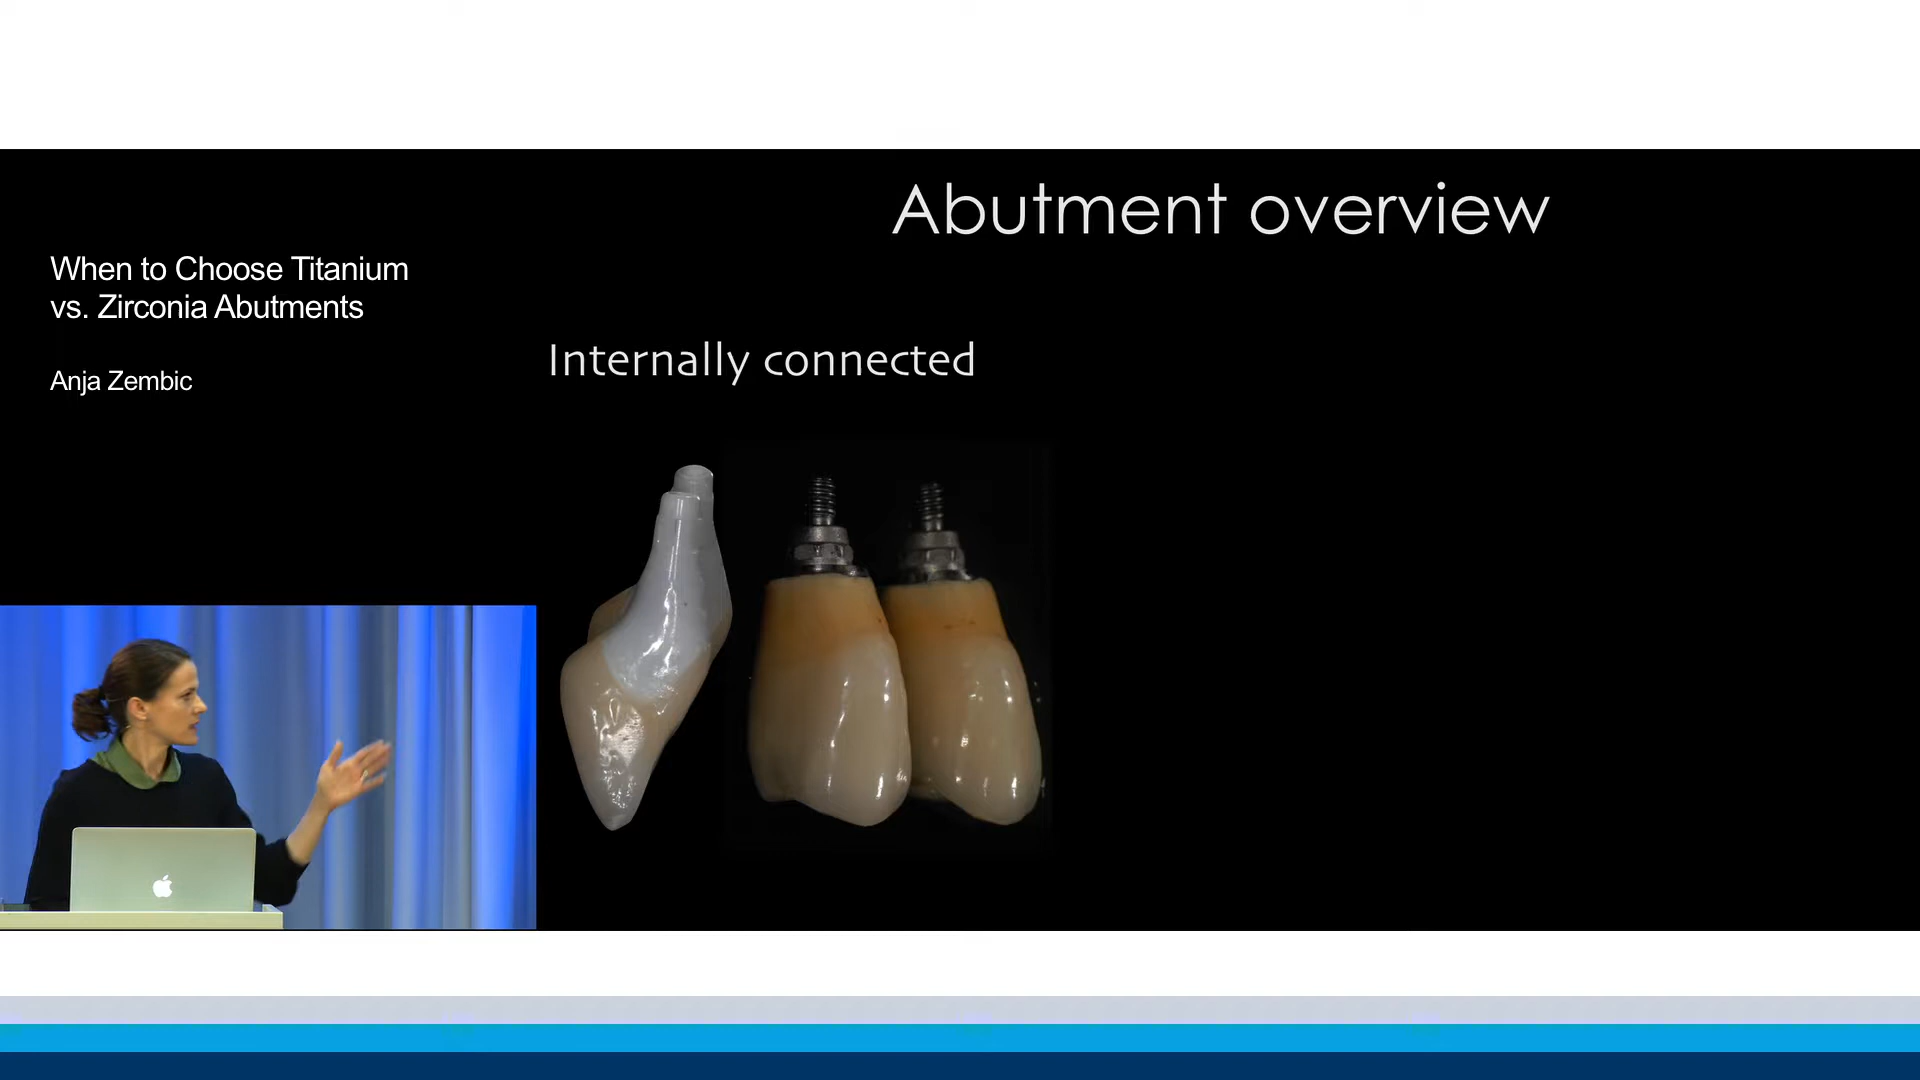 Abutment overview
When to Choose Titanium
vs. Zirconia Abutments
Anja Zembic
Internally connected